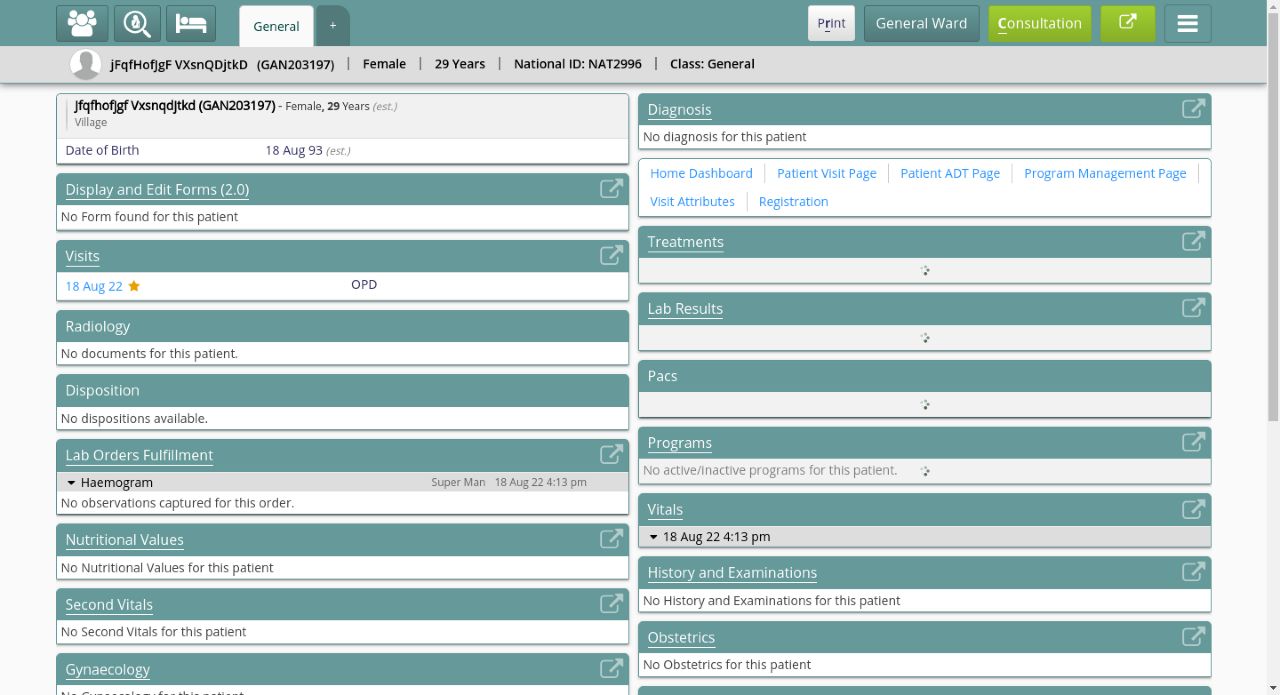 General
+
Print
General Ward
Consultation
jFqfHofJgF VXsnQDjtkD (GAN203197) | Female | 29 Years | National ID: NAT2996 | Class: General
Jfqfhofjgf Vxsnqdjtkd (GAN203197) - Female, 29 Years (est.)
Village
Date of Birth 18 Aug 93 (est.)
Display and Edit Forms (2.0)
No Form found for this patient
Visits
18 Aug 22 OPD
Radiology
No documents for this patient.
Disposition
No dispositions available.
Lab Orders Fulfillment
Haemogram Super Man 18 Aug 22 4:13 pm
No observations captured for this order.
Nutritional Values
No Nutritional Values for this patient
Second Vitals
No Second Vitals for this patient
Gynaecology
No Gynaecology for this patient
Diagnosis
No diagnosis for this patient
Home Dashboard Patient Visit Page Patient ADT Page Program Management Page
Visit Attributes Registration
Treatments
Lab Results
Pacs
Programs
No active/inactive programs for this patient.
Vitals
18 Aug 22 4:13 pm
History and Examinations
No History and Examinations for this patient
Obstetrics
No Obstetrics for this patient